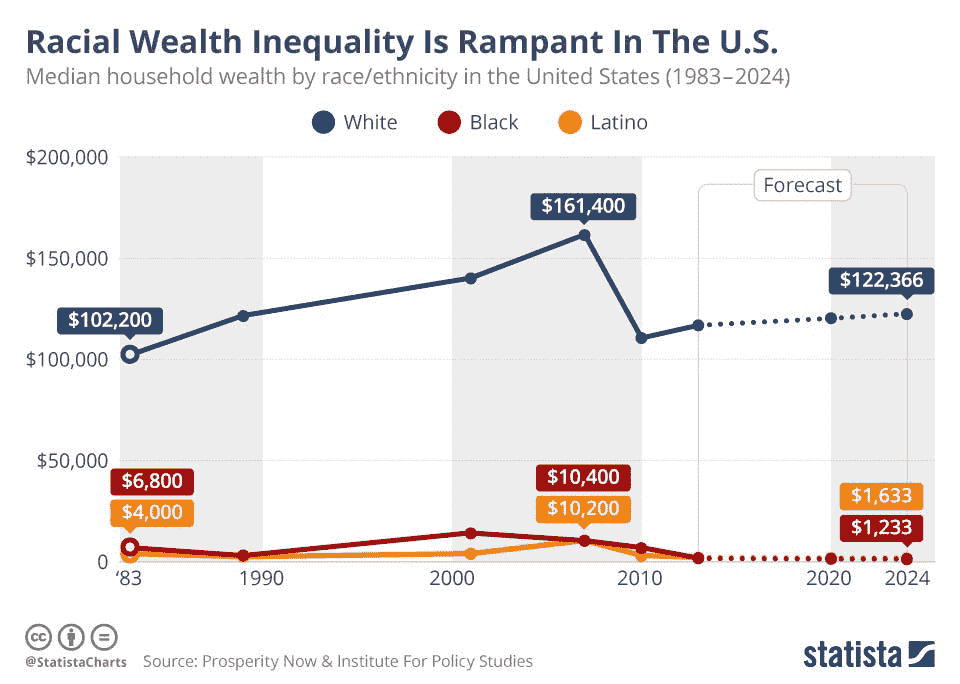 Racial Wealth Inequality Is Rampant In The U.S.
Median household wealth by race/ethnicity in the United States (1983–2024)
White Black Latino
$200,000
Forecast
$161,400
$150,000
$122,366
$102,200
$100,000
$50,000
$6,800 $10,400
$4,000 $10,200 $1,633
$1,233
0
‘83 1990 2000 2010 2020 2024
cc
@StatistaCharts Source: Prosperity Now & Institute For Policy Studies
statista